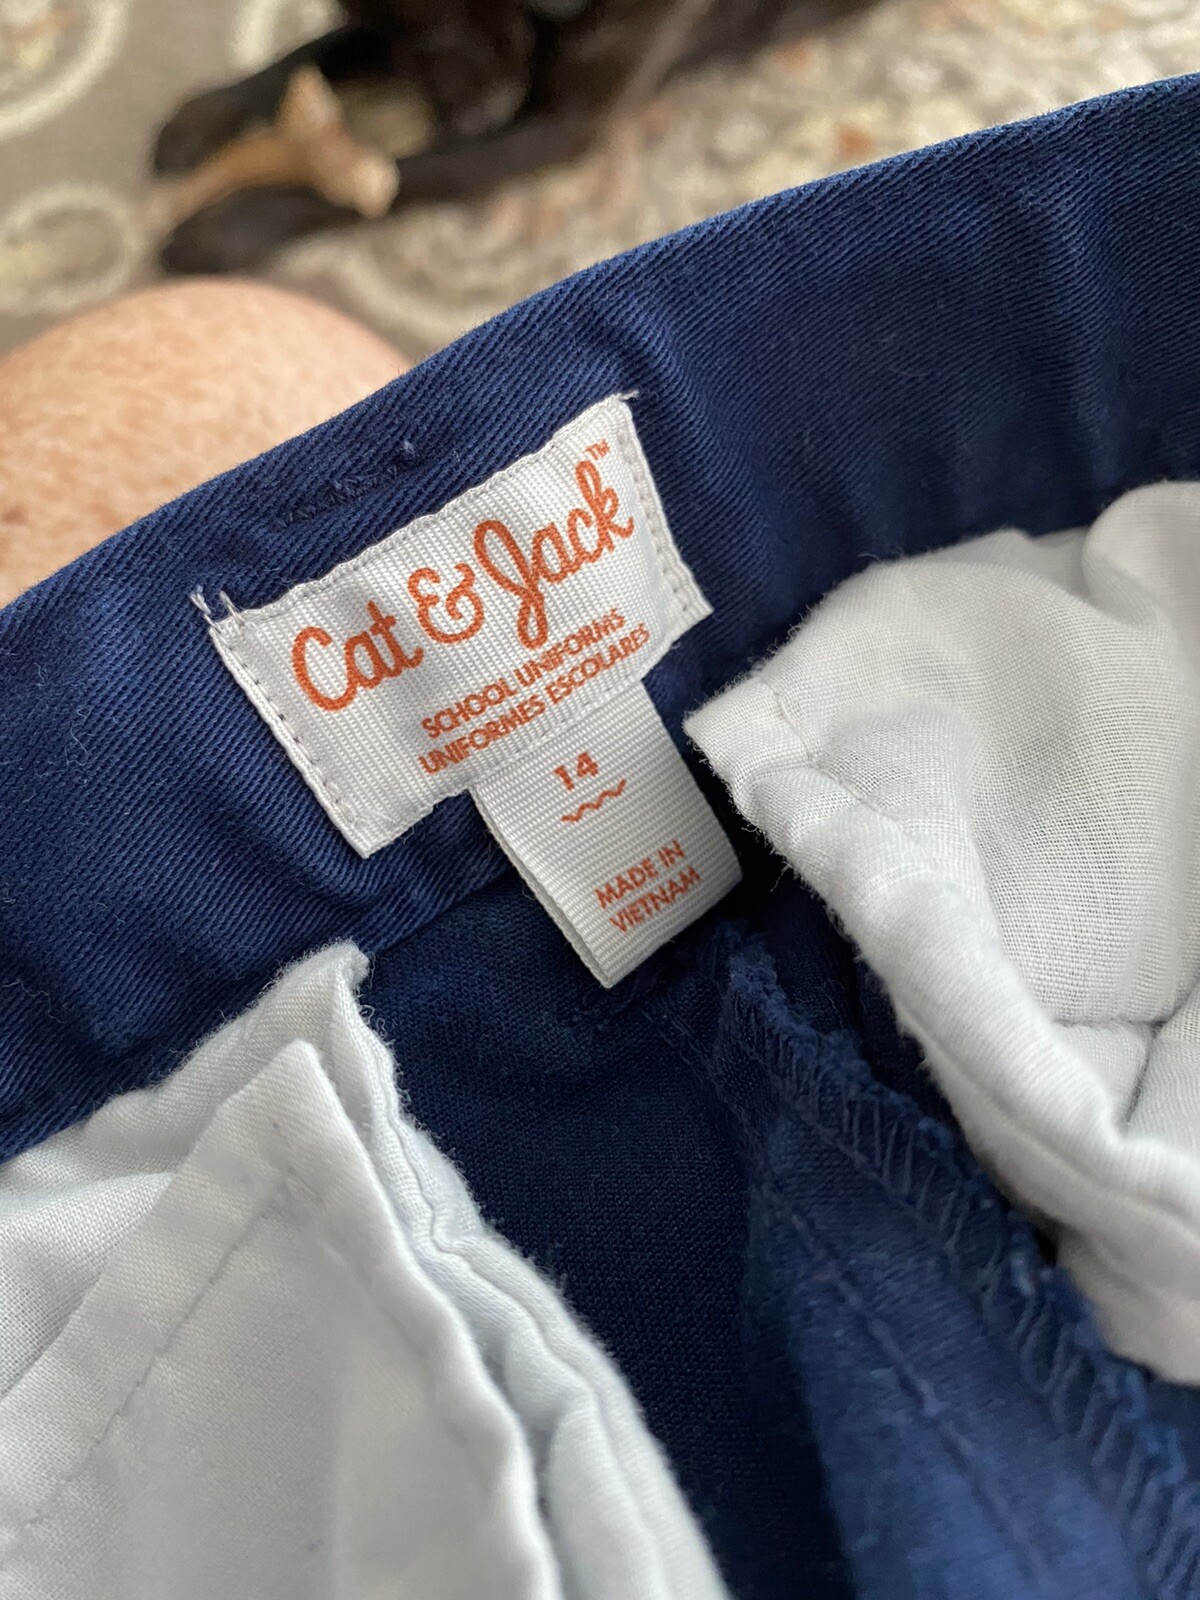 Cat & Jack™
SCHOOL UNIFORMS
UNIFORMES ESCOLARES
14
MADE IN
VIETNAM